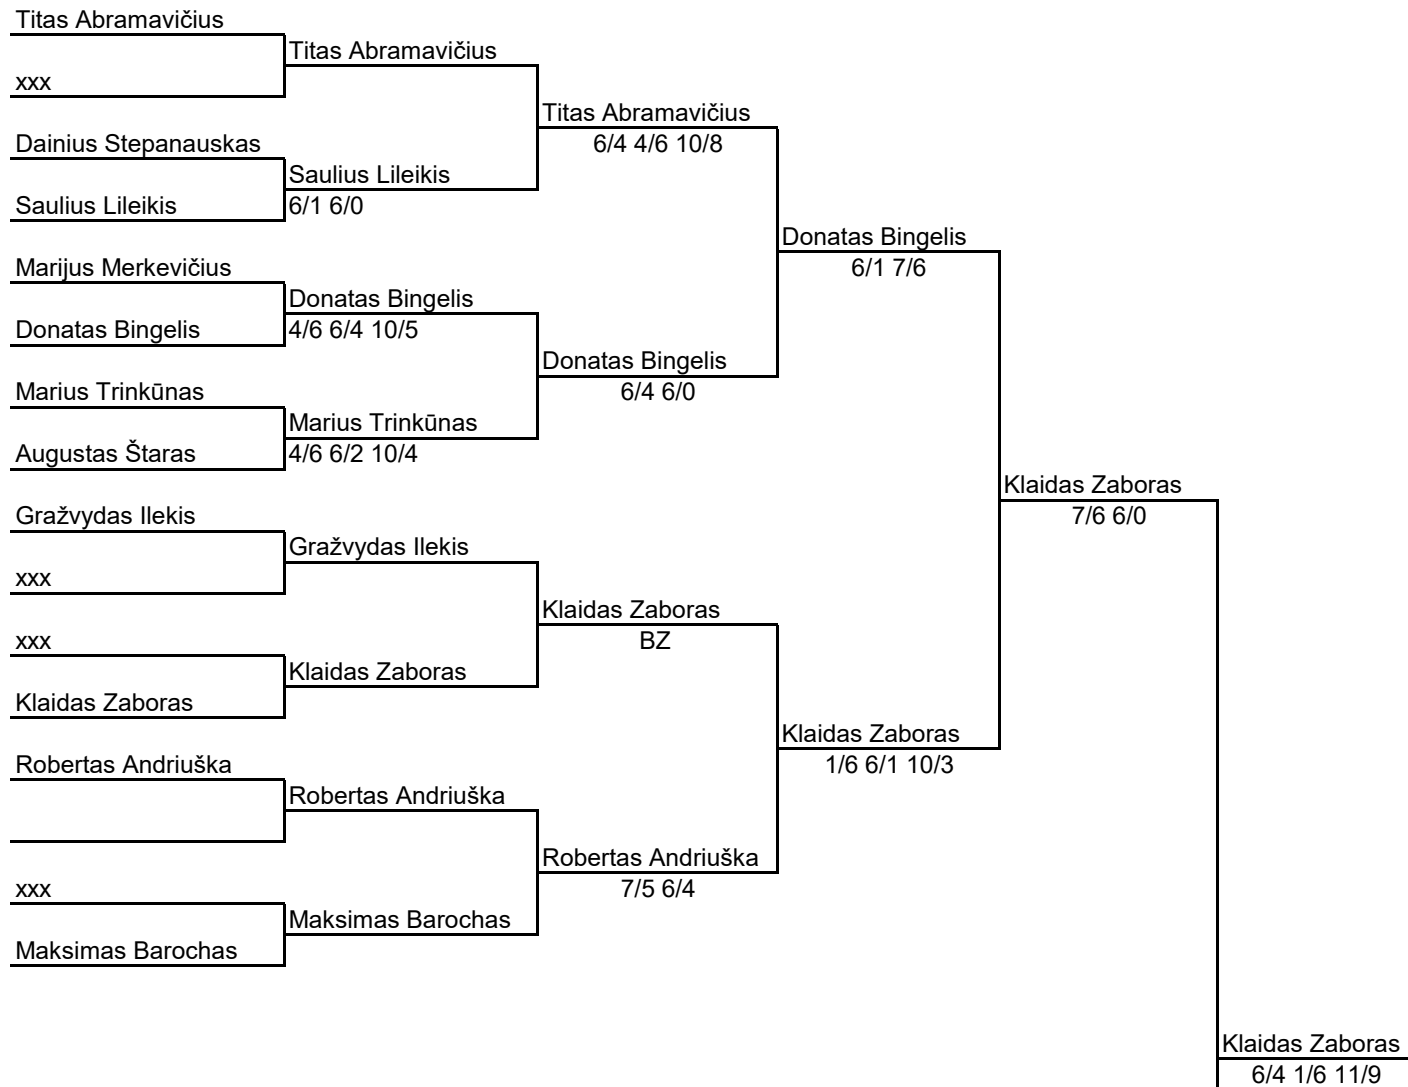 Titas Abramavičius
Titas Abramavičius
xxx
Titas Abramavičius
6/4 4/6 10/8
Dainius Stepanauskas
Saulius Lileikis
Saulius Lileikis
6/1 6/0
Donatas Bingelis
6/1 7/6
Marijus Merkevičius
Donatas Bingelis
Donatas Bingelis
4/6 6/4 10/5
Donatas Bingelis
6/4 6/0
Marius Trinkūnas
Marius Trinkūnas
Augustas Štaras
4/6 6/2 10/4
Klaidas Zaboras
7/6 6/0
Gražvydas Ilekis
Gražvydas Ilekis
xxx
Klaidas Zaboras
BZ
xxx
Klaidas Zaboras
Klaidas Zaboras
Klaidas Zaboras
1/6 6/1 10/3
Robertas Andriuška
Robertas Andriuška
Robertas Andriuška
7/5 6/4
xxx
Maksimas Barochas
Maksimas Barochas
Klaidas Zaboras
6/4 1/6 11/9